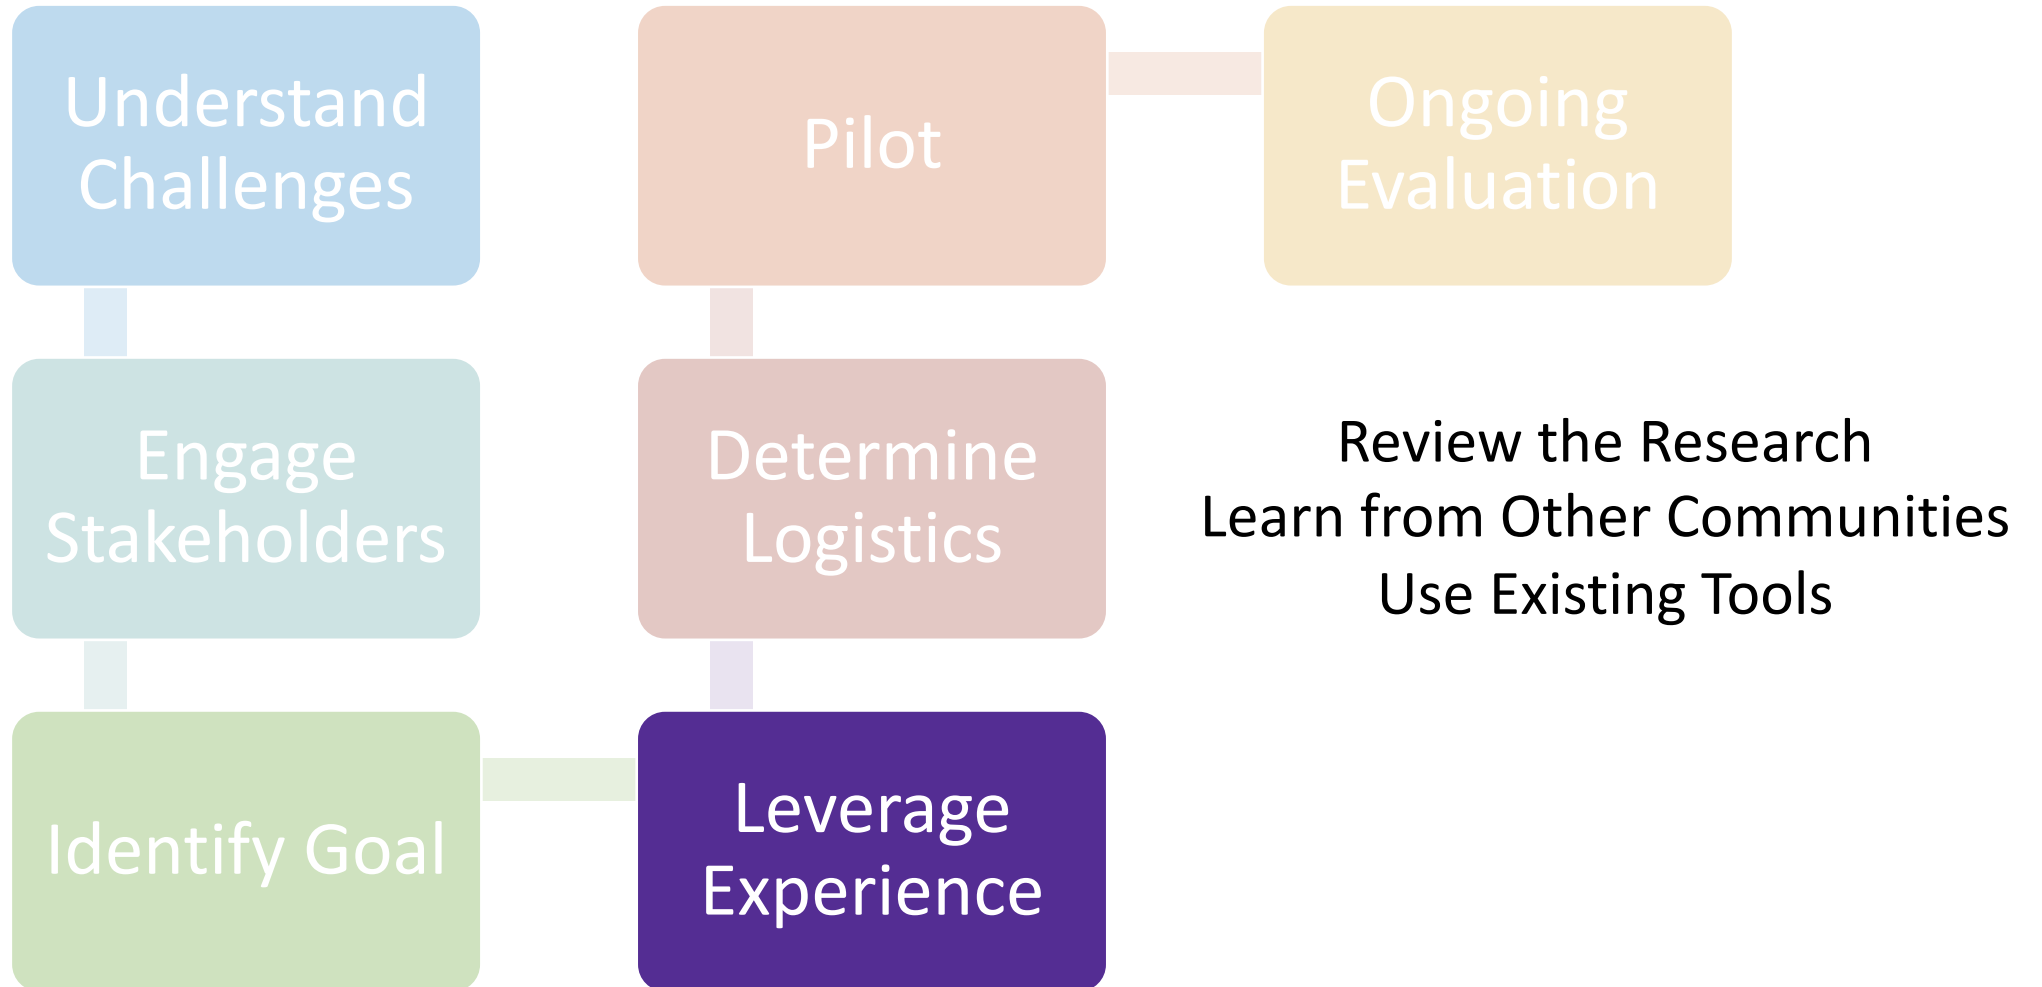 Understand
Challenges
Engage
Stakeholders
Identify Goal
Leverage
Experience
Determine
Logistics
Pilot
Ongoing
Evaluation
Review the Research
Learn from Other Communities
Use Existing Tools